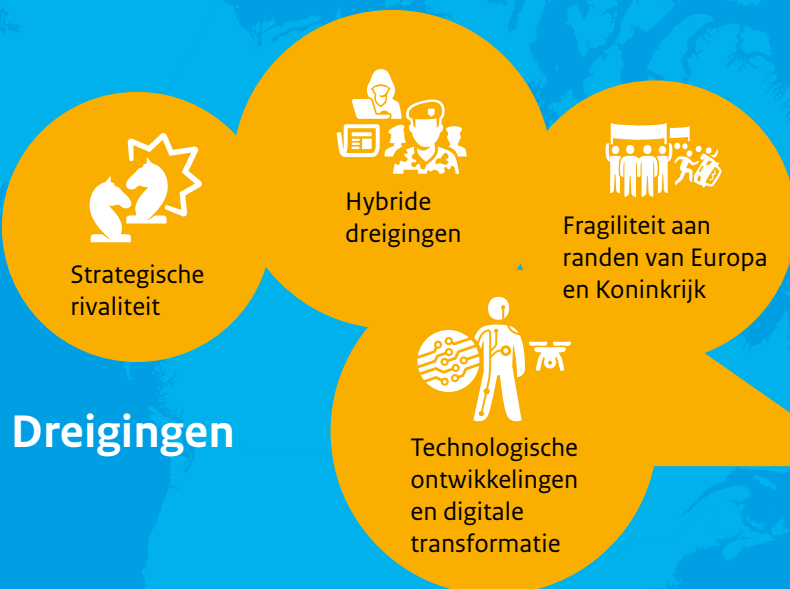 Strategische
rivaliteit
Hybride
dreigingen
Fragiliteit aan
randen van Europa
en Koninkrijk
Dreigingen
Technologische
ontwikkelingen
en digitale
transformatie